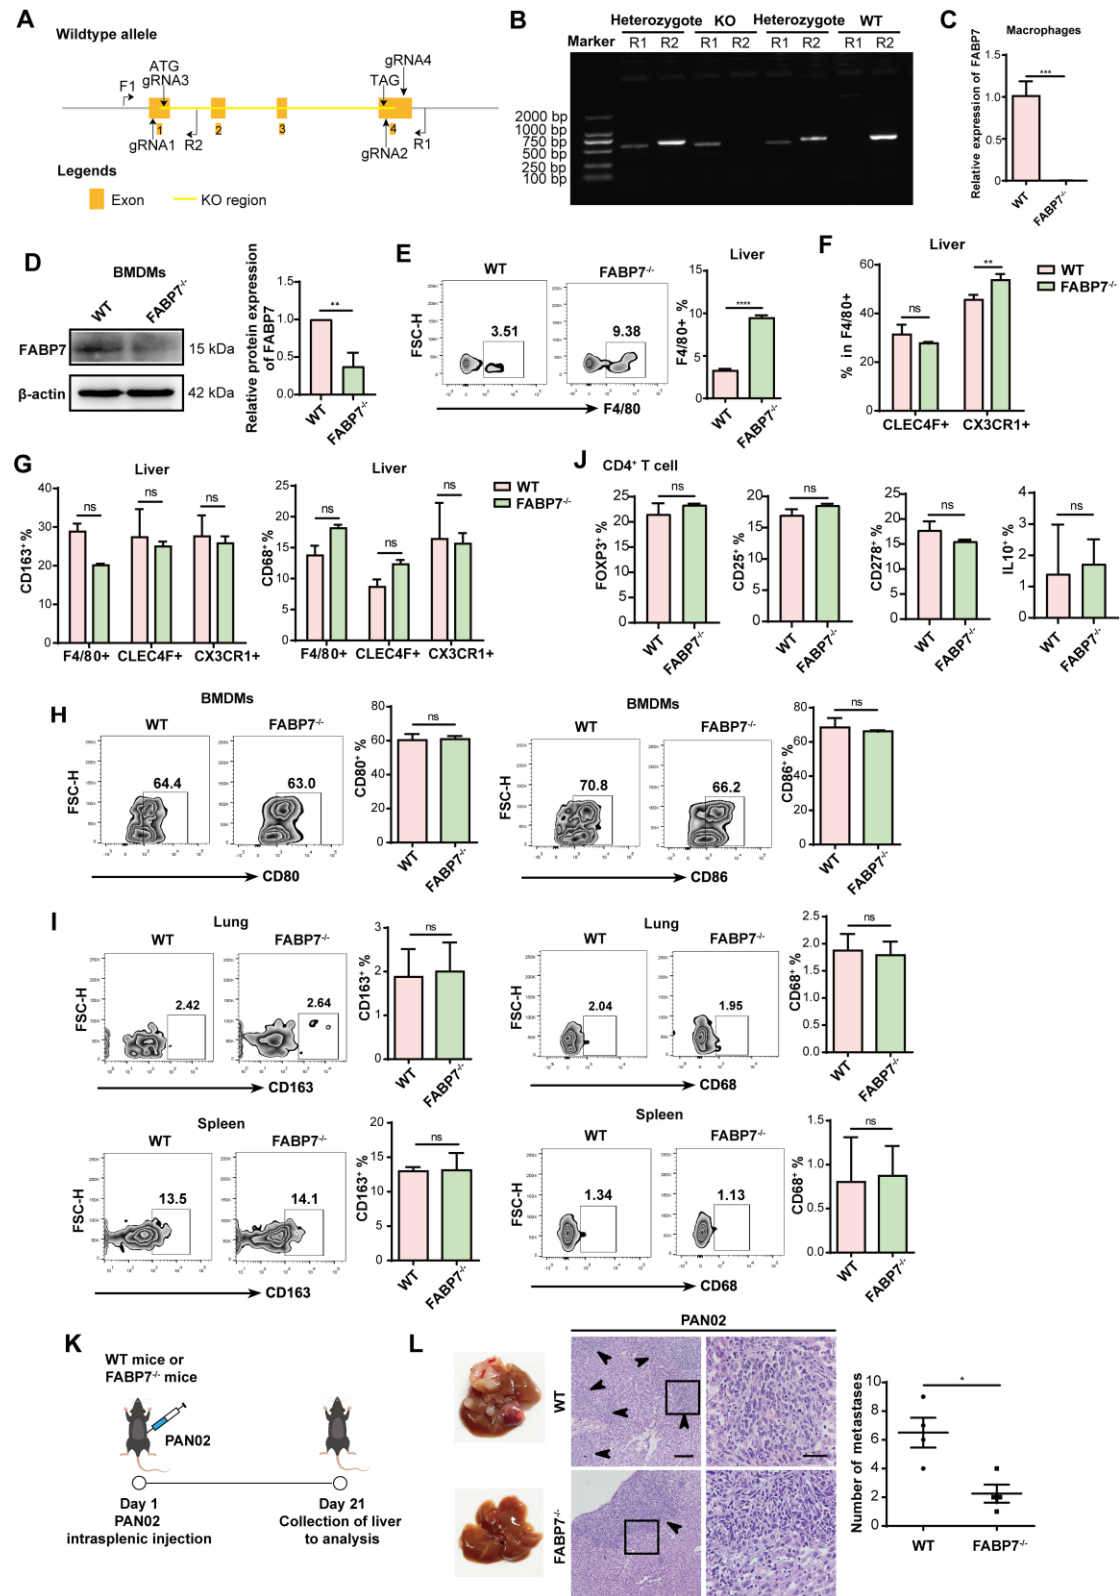 A
Wildtype allele
ATG
gRNA3
gRNA4
TAG
F1
1
2
3
4
R2
R1
gRNA1
gRNA2
Legends
Exon
KO region
B
Heterozygote KO Heterozygote WT
Marker R1 R2 R1 R2 R1 R2 R1 R2
2000 bp
1000 bp
750 bp
500 bp
250 bp
100 bp
C
Macrophages
Relative expression of FABP7
1.5
1.0
0.5
0
***
WT
FABP7-/-
D
BMDMs
WT
FABP7-/-
FABP7
15 kDa
β-actin
42 kDa
Relative protein expression
of FABP7
1.5
1.0
0.5
0.0
**
WT
FABP7-/-
E
WT
FABP7-/-
FSC-H
3.51
9.38
F4/80
Liver
F4/80+ %
15
10
5
0
****
WT
FABP7-/-
F
Liver
% in F4/80+
60
40
20
0
ns
**
CLEC4F+
CX3CR1+
WT
FABP7-/-
G
Liver
CD163+ %
40
30
20
10
0
ns
ns
ns
F4/80+
CLEC4F+
CX3CR1+
Liver
CD68+ %
25
20
15
10
5
0
ns
ns
ns
F4/80+
CLEC4F+
CX3CR1+
WT
FABP7-/-
J
CD4+ T cell
FOXP3+ %
25
20
15
10
5
0
ns
WT
FABP7-/-
CD25+ %
25
20
15
10
5
0
ns
WT
FABP7-/-
CD278+ %
25
20
15
10
5
0
ns
WT
FABP7-/-
IL10+ %
4
3
2
1
0
ns
WT
FABP7-/-
H
BMDMs
WT
FABP7-/-
FSC-H
64.4
63.0
CD80
CD80+ %
80
60
40
20
0
ns
WT
FABP7-/-
BMDMs
WT
FABP7-/-
FSC-H
70.8
66.2
CD86
CD86+ %
80
60
40
20
0
ns
WT
FABP7-/-
I
Lung
WT
FABP7-/-
FSC-H
2.42
2.64
CD163
CD163+ %
3
2
1
0
ns
WT
FABP7-/-
Lung
WT
FABP7-/-
FSC-H
2.04
1.95
CD68
CD68+ %
2.5
2.0
1.5
1.0
0.5
0.0
ns
WT
FABP7-/-
Spleen
WT
FABP7-/-
FSC-H
13.5
14.1
CD163
CD163+ %
20
15
10
5
0
ns
WT
FABP7-/-
Spleen
WT
FABP7-/-
FSC-H
1.34
1.13
CD68
CD68+ %
1.5
1.0
0.5
0.0
ns
WT
FABP7-/-
K
WT mice or
FABP7-/- mice
PAN02
Day 1
PAN02
intrasplenic injection
Day 21
Collection of liver
to analysis
L
PAN02
WT
FABP7-/-
Number of metastases
10
8
6
4
2
0
*
WT
FABP7-/-